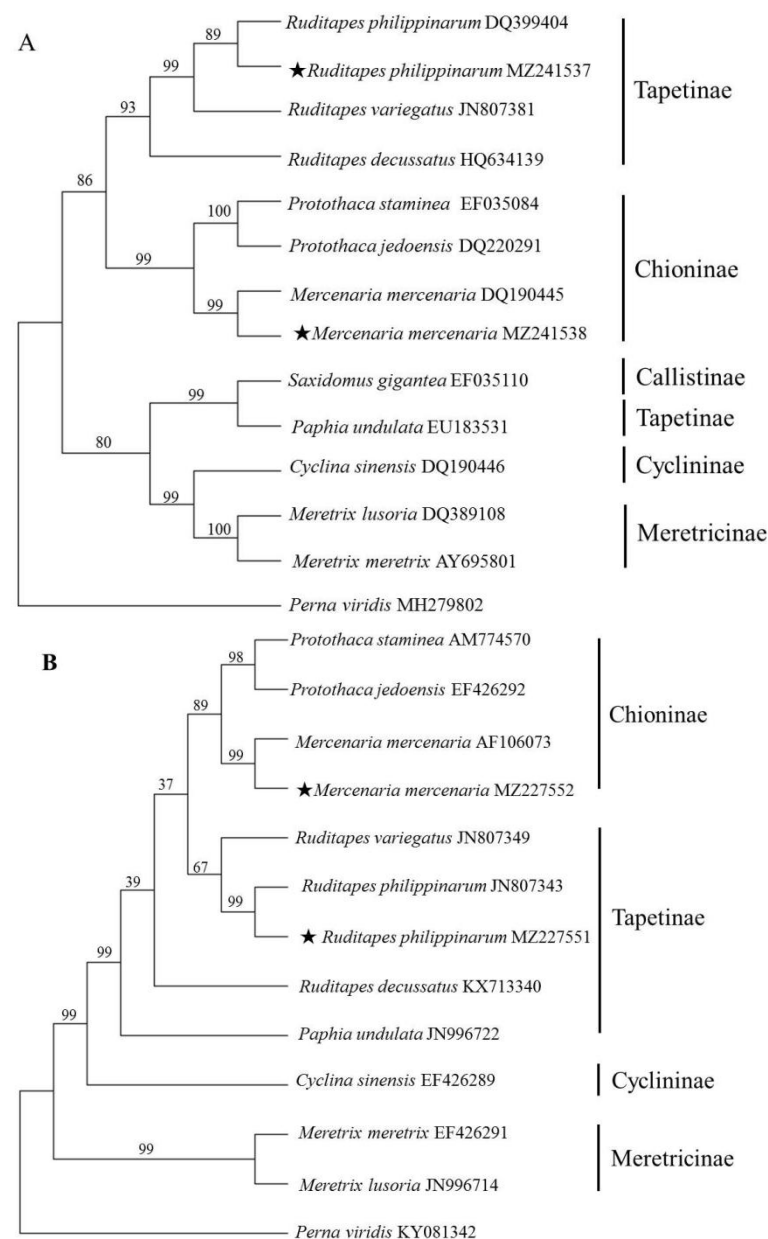 A
Ruditapes philippinarum DQ399404
89
★Ruditapes philippinarum MZ241537
99
Tapetinae
93
Ruditapes variegatus JN807381
Ruditapes decussatus HQ634139
86
Protothaca staminea EF035084
100
Protothaca jedoensis DQ220291
99
Chioninae
Mercenaria mercenaria DQ190445
99
★Mercenaria mercenaria MZ241538
Saxidomus gigantea EF035110
Callistinae
99
Paphia undulata EU183531
Tapetinae
80
Cyclina sinensis DQ190446
Cyclininae
99
Meretrix lusoria DQ389108
100
Meretricinae
Meretrix meretrix AY695801
Perna viridis MH279802
B
Protothaca staminea AM774570
98
Protothaca jedoensis EF426292
89
Chioninae
Mercenaria mercenaria AF106073
99
★Mercenaria mercenaria MZ227552
37
Ruditapes variegatus JN807349
67
Ruditapes philippinarum JN807343
39
99
Tapetinae
★ Ruditapes philippinarum MZ227551
99
Ruditapes decussatus KX713340
99
Paphia undulata JN996722
Cyclina sinensis EF426289
Cyclininae
Meretrix meretrix EF426291
99
Meretricinae
Meretrix lusoria JN996714
Perna viridis KY081342